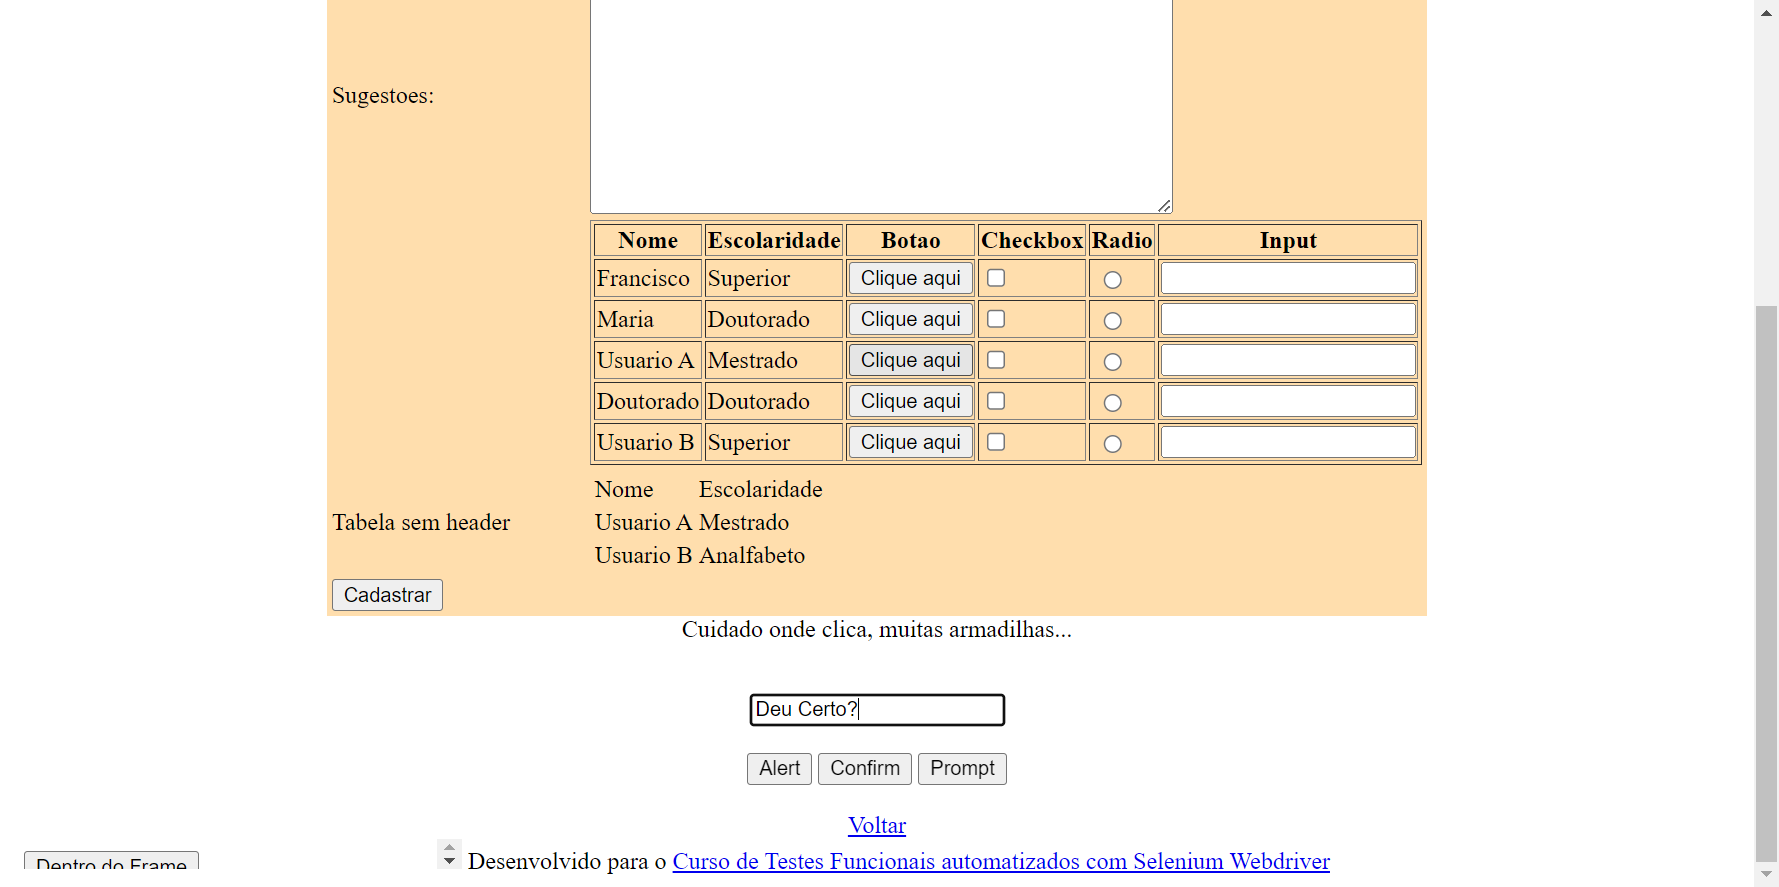 Sugestoes:
Nome Escolaridade Botao Checkbox Radio Input
Francisco Superior Clique aqui
Maria Doutorado Clique aqui
Usuario A Mestrado Clique aqui
Doutorado Doutorado Clique aqui
Usuario B Superior Clique aqui
Nome Escolaridade
Tabela sem header Usuario A Mestrado
Usuario B Analfabeto
Cadastrar
Cuidado onde clica, muitas armadilhas...
Deu Certo?
Alert Confirm Prompt
Voltar
Dentro do Frame Desenvolvido para o Curso de Testes Funcionais automatizados com Selenium Webdriver